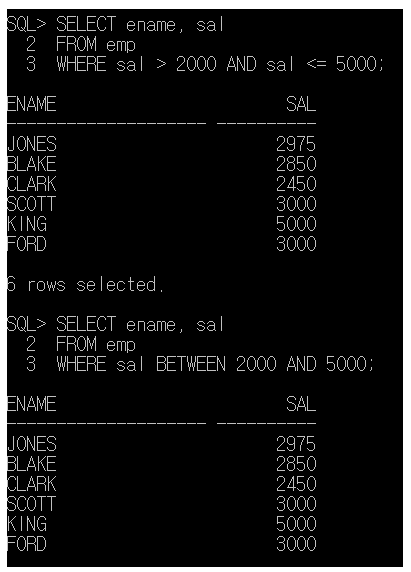 SQL> SELECT ename, sal
  2  FROM emp
  3  WHERE sal > 2000 AND sal <= 5000;
ENAME                       SAL
-------------------- ----------
JONES                      2975
BLAKE                      2850
CLARK                      2450
SCOTT                      3000
KING                       5000
FORD                       3000
6 rows selected.
SQL> SELECT ename, sal
  2  FROM emp
  3  WHERE sal BETWEEN 2000 AND 5000;
ENAME                       SAL
-------------------- ----------
JONES                      2975
BLAKE                      2850
CLARK                      2450
SCOTT                      3000
KING                       5000
FORD                       3000